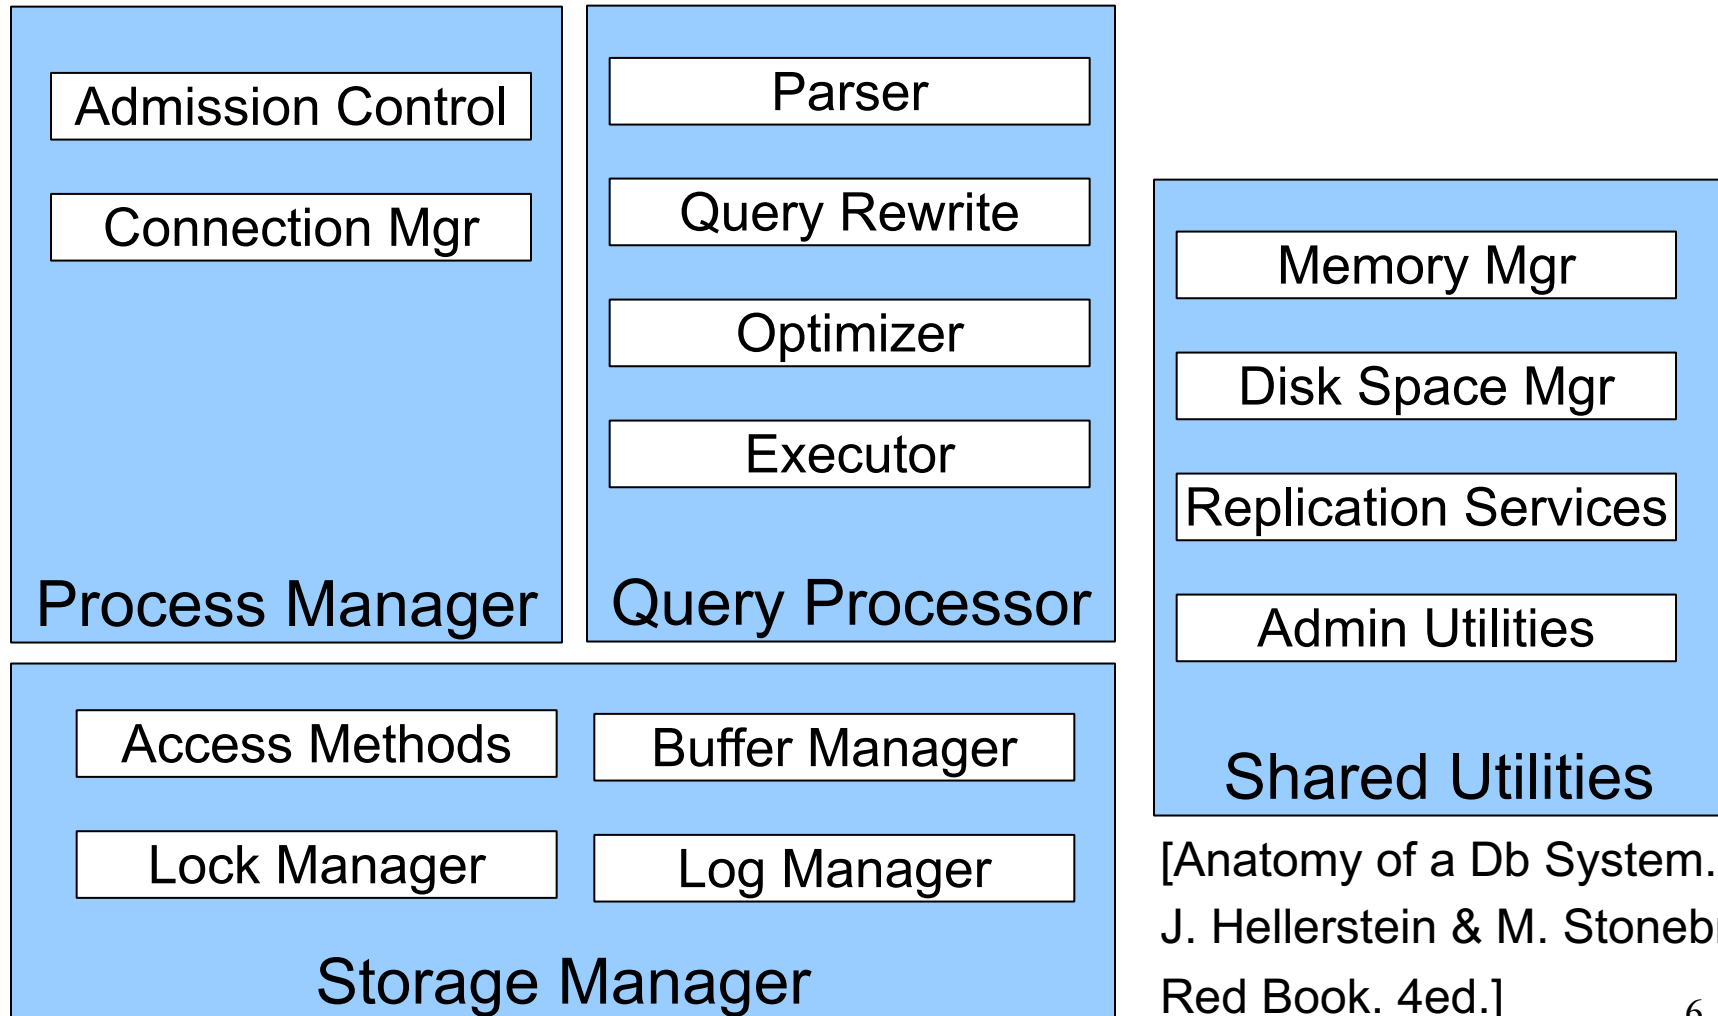 Admission Control
Connection Mgr
Process Manager
Parser
Query Rewrite
Optimizer
Executor
Query Processor
Memory Mgr
Disk Space Mgr
Replication Services
Admin Utilities
Shared Utilities
Access Methods
Buffer Manager
Lock Manager
Log Manager
Storage Manager
[Anatomy of a Db System.
J. Hellerstein & M.
Red Book. 4ed.]
6